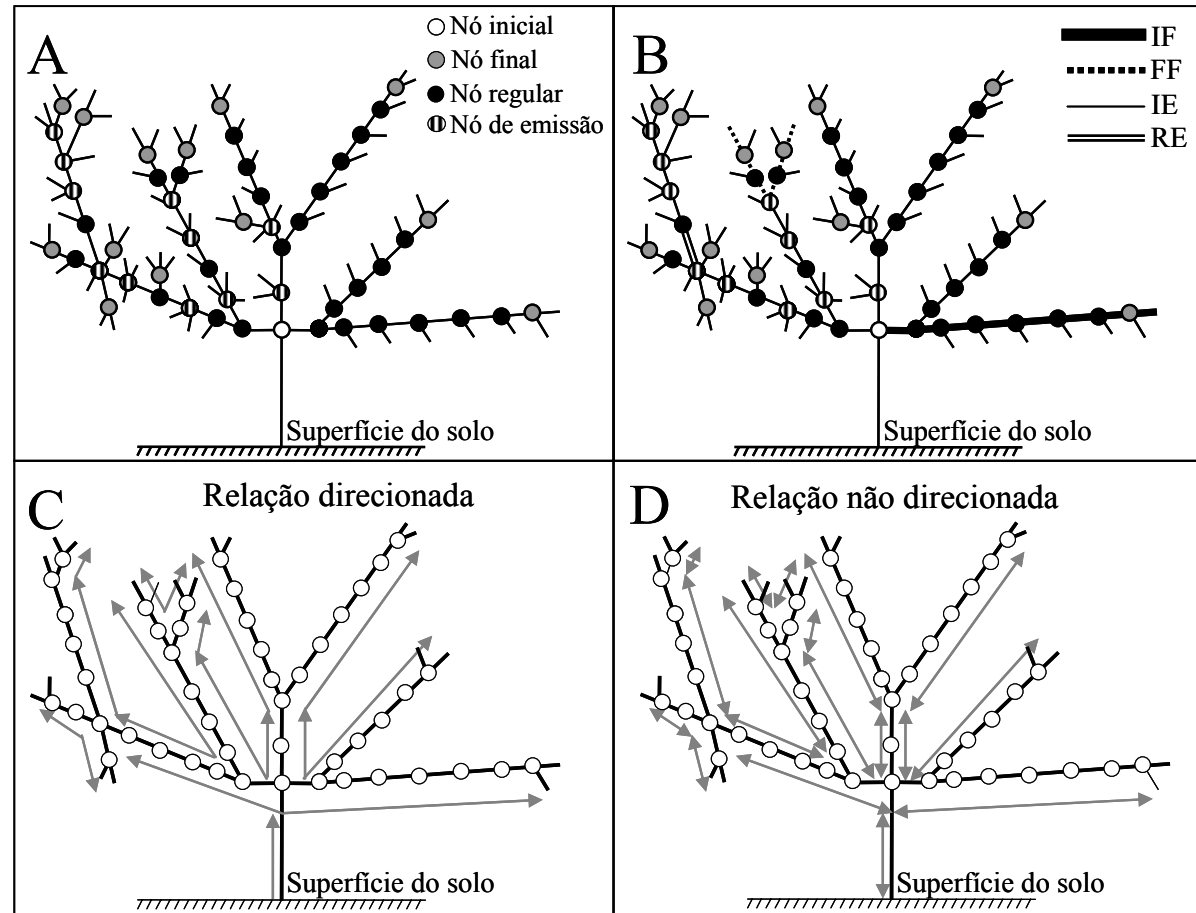 A
Nó inicial
Nó final
Nó regular
Nó de emissão
Superfície do solo
B
IF
FF
IE
RE
Superfície do solo
C
Relação direcionada
Superfície do solo
D
Relação não direcionada
Superfície do solo